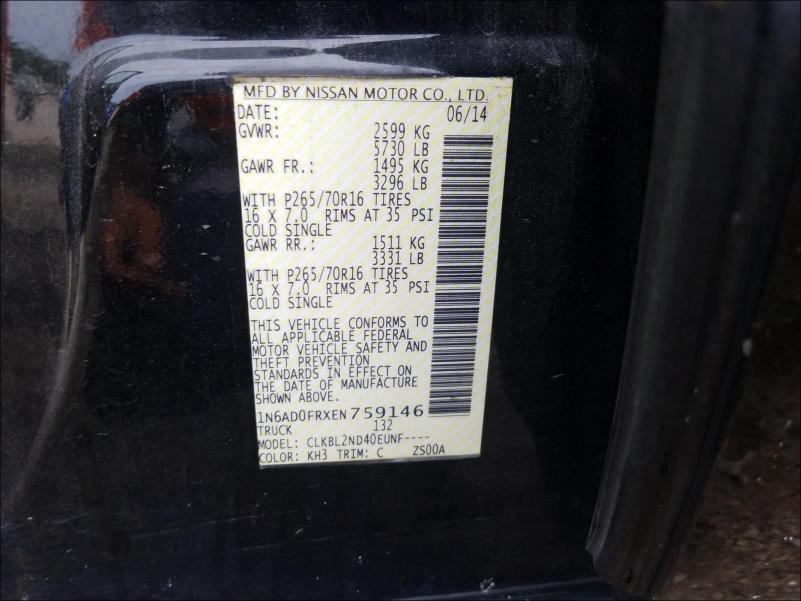 MFD BY NISSAN MOTOR CO., LTD.
DATE: 06/14
GVWR: 2599 KG
5730 LB
GAWR FR.: 1495 KG
3296 LB
WITH P265/70R16 TIRES
16 X 7.0 RIMS AT 35 PSI
COLD SINGLE
GAWR RR.: 1511 KG
3331 LB
WITH P265/70R16 TIRES
16 X 7.0 RIMS AT 35 PSI
COLD SINGLE
THIS VEHICLE CONFORMS TO
ALL APPLICABLE FEDERAL
MOTOR VEHICLE SAFETY AND
THEFT PREVENTION
STANDARDS IN EFFECT ON
THE DATE OF MANUFACTURE
SHOWN ABOVE.
1N6AD0FRXEN759146
TRUCK 132
MODEL: CLKBL2ND40EUNF----
COLOR: KH3 TRIM: C ZS00A